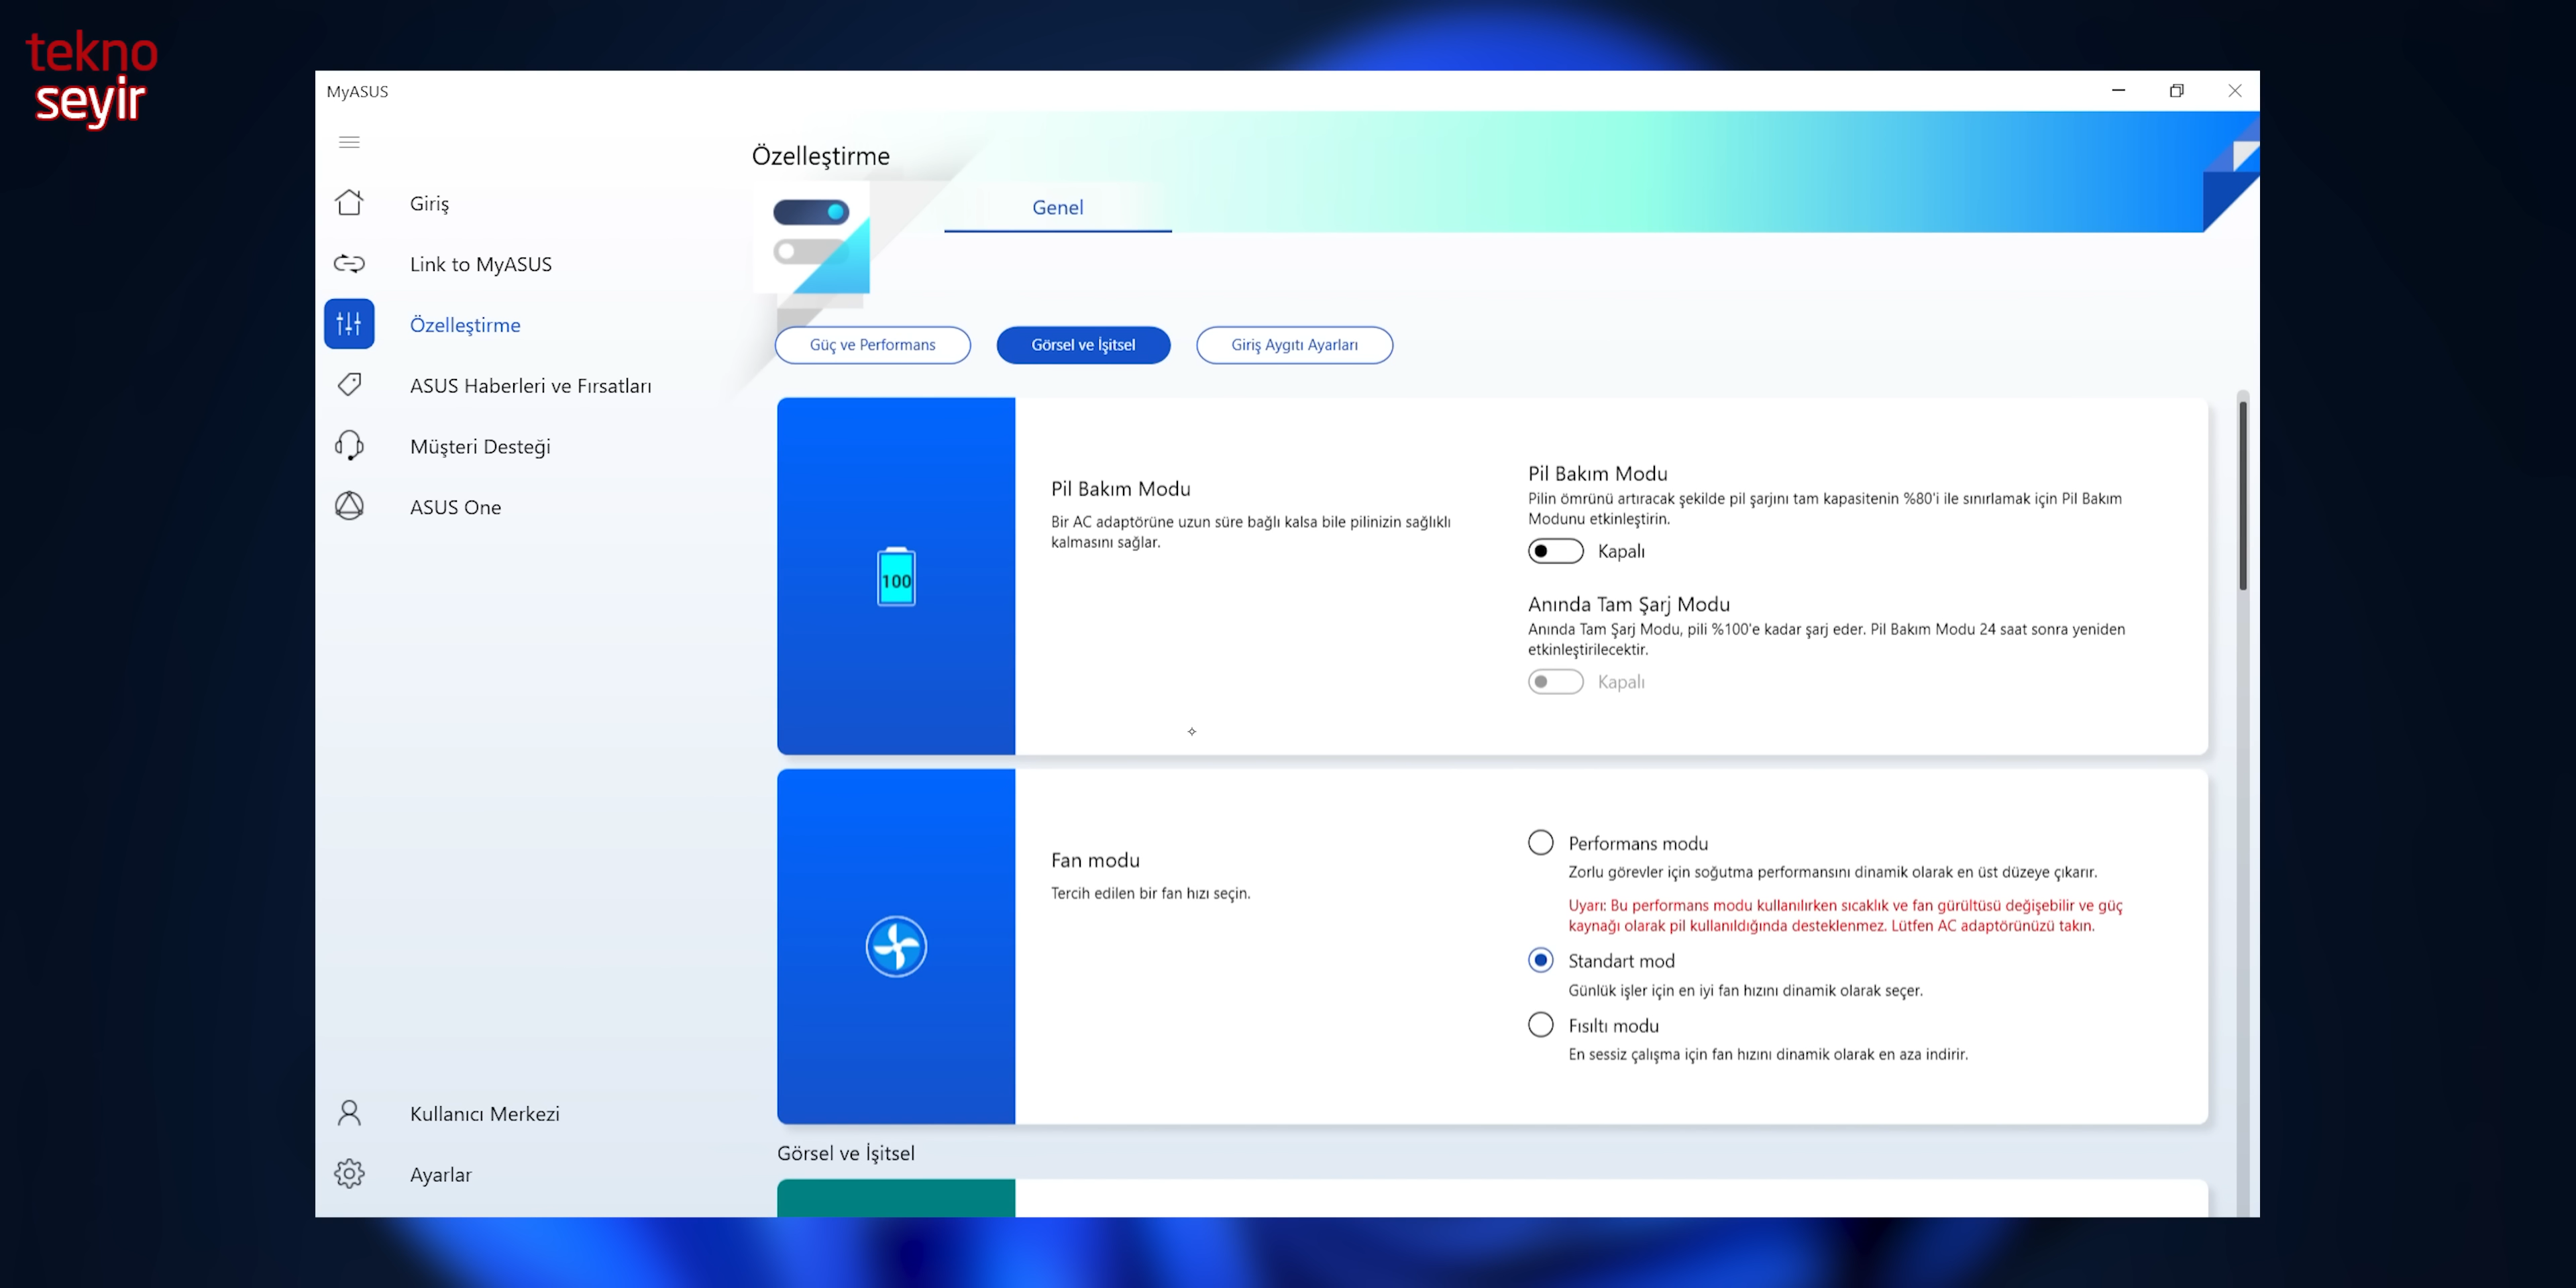 tekno
seyir
MyASUS
Özelleştirme
Giriş
Genel
Link to MyASUS
Özelleştirme
Güç ve Performans
Görsel ve İşitsel
Giriş Aygıtı Ayarları
ASUS Haberleri ve Fırsatları
Müşteri Desteği
ASUS One
100
Pil Bakım Modu
Bir AC adaptörüne uzun süre bağlı kalsa bile pilinizin sağlıklı
kalmasını sağlar.
Pil Bakım Modu
Pilin ömrünü artıracak şekilde pil şarjını tam kapasitenin %80'i ile sınırlamak için Pil Bakım
Modunu etkinleştirin.
Kapalı
Anında Tam Şarj Modu
Anında Tam Şarj Modu, pili %100'e kadar şarj eder. Pil Bakım Modu 24 saat sonra yeniden
etkinleştirilecektir.
Kapalı
Fan modu
Tercih edilen bir fan hızı seçin.
Performans modu
Zorlu görevler için soğutma performansını dinamik olarak en üst düzeye çıkarır.
Uyarı: Bu performans modu kullanılırken sıcaklık ve fan gürültüsü değişebilir ve güç
kaynağı olarak pil kullanıldığında desteklenmez. Lütfen AC adaptörünüzü takın.
Standart mod
Günlük işler için en iyi fan hızını dinamik olarak seçer.
Fısıltı modu
En sessiz çalışma için fan hızını dinamik olarak en aza indirir.
Kullanıcı Merkezi
Ayarlar
Görsel ve İşitsel